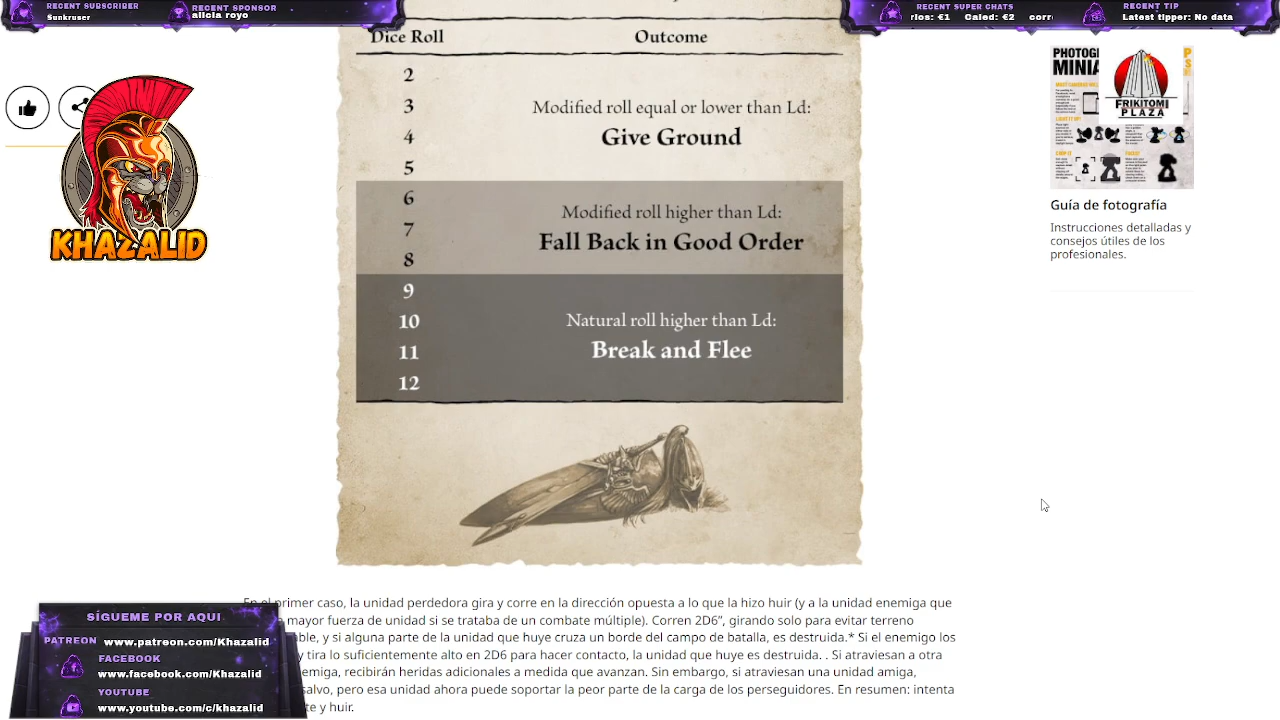 RECENT SUBSCRIBER
Sunkruser
RECENT SPONSOR
alicia royo
RECENT SUPER CHATS
rlos: €1 Caled: €2 corr
RECENT TIP
Latest tipper: No data
Dice Roll Outcome
2
3
4
5
Modified roll equal or lower than Ld:
Give Ground
6
7
8
Modified roll higher than Ld:
Fall Back in Good Order
9
10
11
12
Natural roll higher than Ld:
Break and Flee
KHAZALID
PHOTOG
MINIA
PS
FRIKITOMI
PLAZA
Guía de fotografía
Instrucciones detalladas y
consejos útiles de los
profesionales.
En el primer caso, la unidad perdedora gira y corre en la dirección opuesta a lo que la hizo huir (y a la unidad enemiga que
mayor fuerza de unidad si se trataba de un combate múltiple). Corren 2D6”, girando solo para evitar terreno
ble, y si alguna parte de la unidad que huye cruza un borde del campo de batalla, es destruida.* Si el enemigo los
y tira lo suficientemente alto en 2D6 para hacer contacto, la unidad que huye es destruida. . Si atraviesan a otra
emiga, recibirán heridas adicionales a medida que avanzan. Sin embargo, si atraviesan una unidad amiga,
salvo, pero esa unidad ahora puede soportar la peor parte de la carga de los perseguidores. En resumen: intenta
te y huir.
SÍGUEME POR AQUI
PATREON www.patreon.com/Khazalid
FACEBOOK
www.facebook.com/Khazalid
YOUTUBE
www.youtube.com/c/khazalid